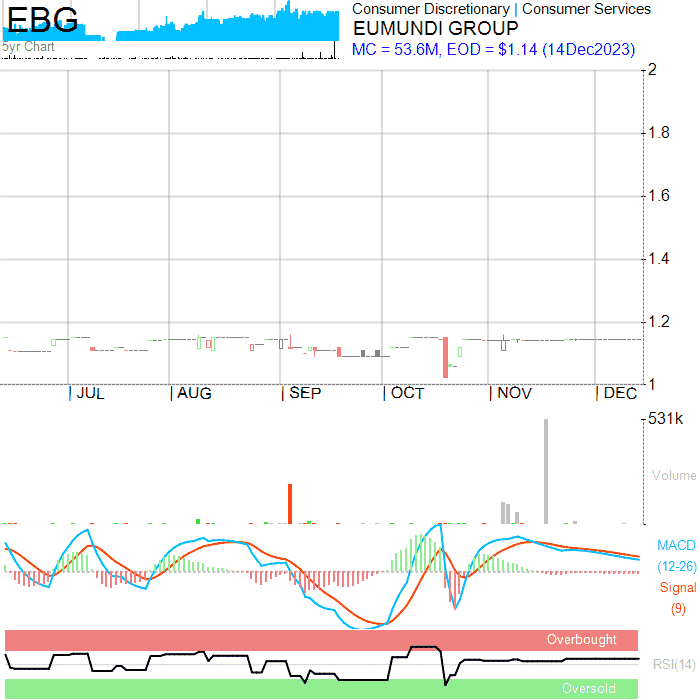 EBG
5yr Chart
Consumer Discretionary | Consumer Services
EUMUNDI GROUP
MC = 53.6M, EOD = $1.14 (14Dec2023)
2
1.8
1.6
1.4
1.2
1
| JUL | AUG | SEP | OCT | NOV | DEC
531k
Volume
MACD
(12-26)
Signal
(9)
Overbought
RSI(14)
Oversold